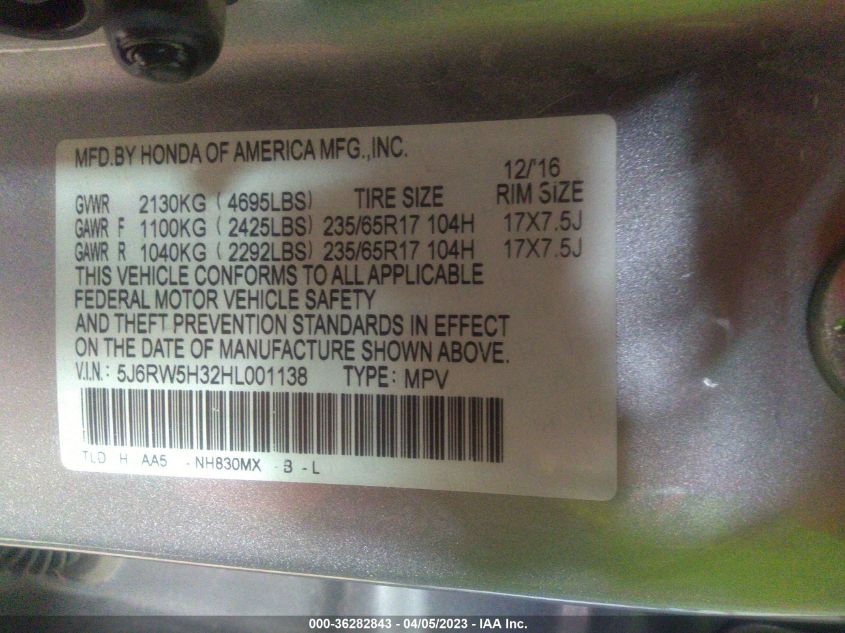 MFD.BY HONDA OF AMERICA MFG.,INC.
12/'16
GVWR 2130KG ( 4695LBS) TIRE SIZE RIM SIZE
GAWR F 1100KG ( 2425LBS) 235/65R17 104H 17X7.5J
GAWR R 1040KG ( 2292LBS) 235/65R17 104H 17X7.5J
THIS VEHICLE CONFORMS TO ALL APPLICABLE
FEDERAL MOTOR VEHICLE SAFETY
AND THEFT PREVENTION STANDARDS IN EFFECT
ON THE DATE OF MANUFACTURE SHOWN ABOVE.
V.I.N.: 5J6RW5H32HL001138 TYPE: MPV
TLD H AA5 - NH830MX - B - L
000-36282843 - 04/05/2023 - IAA Inc.